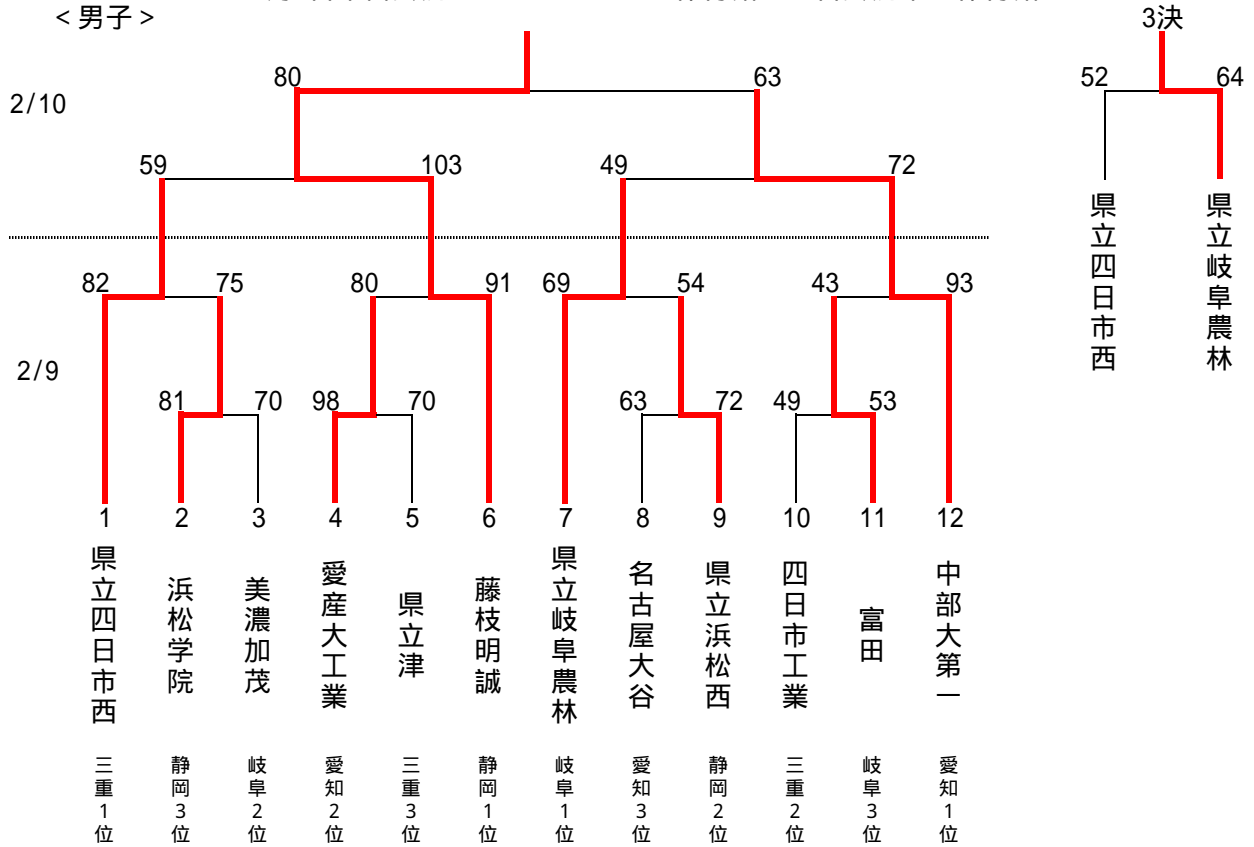 <男子>
3決
80 63
52 64
2/10
59 103 49 72
82 75 80 91 69 54 43 93
2/9
81 70 98 70 63 72 49 53
1 2 3 4 5 6 7 8 9 10 11 12
県立四日市西
浜松学院
美濃加茂
愛産大工業
県立津
藤枝明誠
県立岐阜農林
名古屋大谷
県立浜松西
四日市工業
富田
中部大第一
三重1位
静岡3位
岐阜2位
愛知2位
三重3位
静岡1位
岐阜1位
愛知3位
静岡2位
三重2位
岐阜3位
愛知1位
県立四日市西
県立岐阜農林